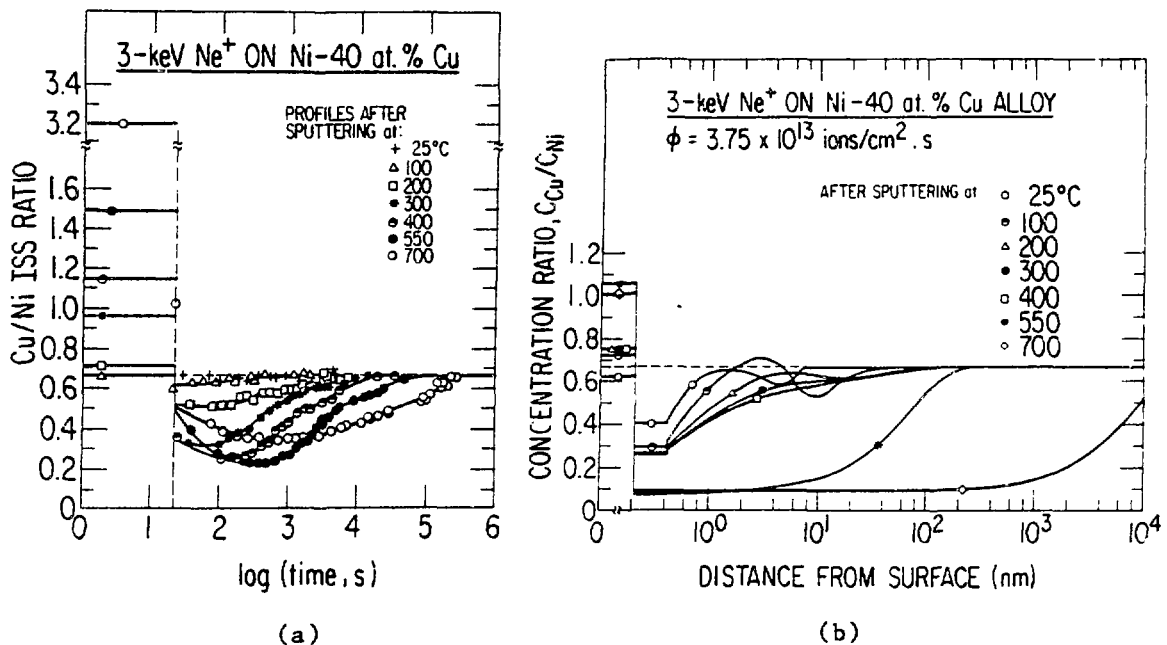 3-keV Ne+ ON Ni-40 at. % Cu
PROFILES AFTER
SPUTTERING at:
+ 25°C
100
200
300
400
550
700
Cu/Ni ISS RATIO
3.4
3.2
1.6
1.4
1.2
1.0
0.8
0.6
0.4
0.2
0
0 1 2 3 4 5 6
log (time, s)
(a)
3-keV Ne+ ON Ni-40 at. % Cu ALLOY
ϕ = 3.75 x 10^13 ions/cm^2 . s
AFTER SPUTTERING at
25°C
100
200
300
400
550
700
CONCENTRATION RATIO, C_Cu/C_Ni
1.2
1.0
0.8
0.6
0.4
0.2
0
0 10^0 10^1 10^2 10^3 10^4
DISTANCE FROM SURFACE (nm)
(b)